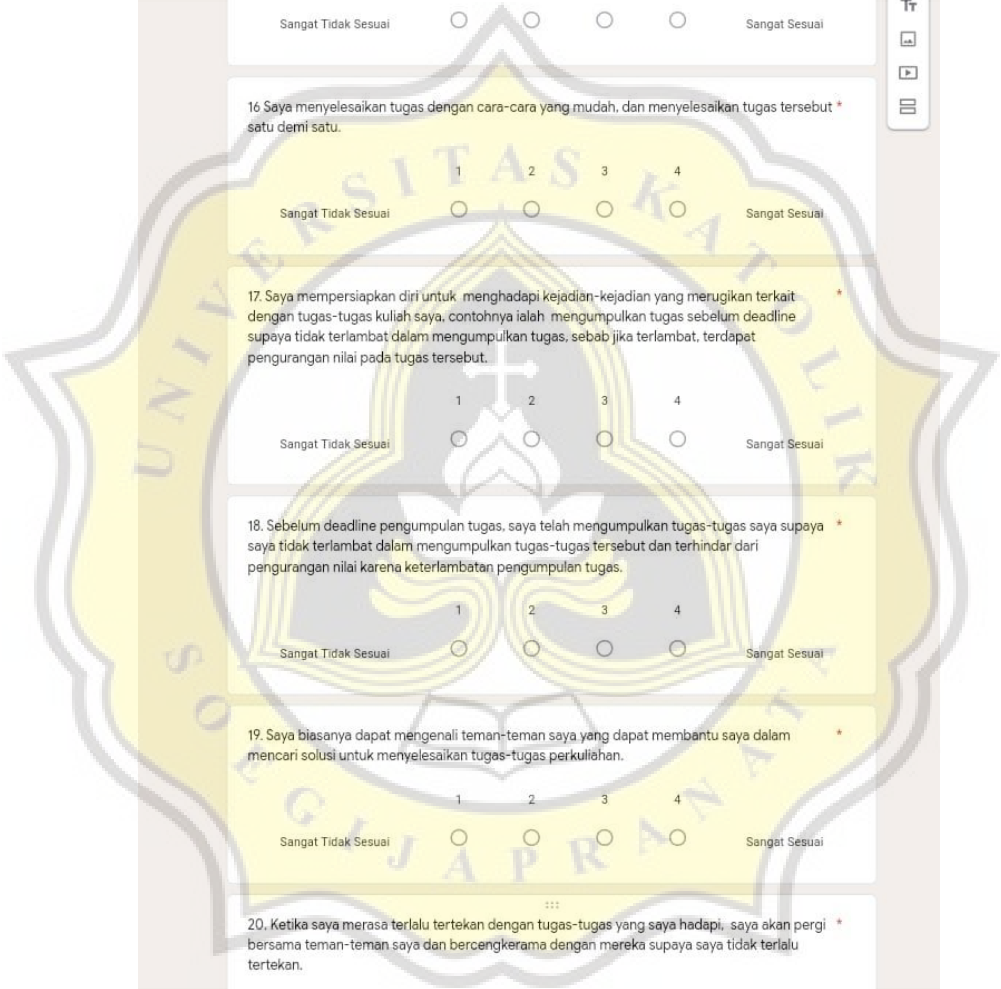 Sangat Tidak Sesuai Sangat Sesuai
Tт
16 Saya menyelesaikan tugas dengan cara-cara yang mudah, dan menyelesaikan tugas tersebut *
satu demi satu.
1 2 3 4
Sangat Tidak Sesuai Sangat Sesuai
17. Saya mempersiapkan diri untuk menghadapi kejadian-kejadian yang merugikan terkait *
dengan tugas-tugas kuliah saya, contohnya ialah mengumpulkan tugas sebelum deadline
supaya tidak terlambat dalam mengumpulkan tugas, sebab jika terlambat, terdapat
pengurangan nilai pada tugas tersebut.
1 2 3 4
Sangat Tidak Sesuai Sangat Sesuai
18. Sebelum deadline pengumpulan tugas, saya telah mengumpulkan tugas-tugas saya supaya *
saya tidak terlambat dalam mengumpulkan tugas-tugas tersebut dan terhindar dari
pengurangan nilai karena keterlambatan pengumpulan tugas.
1 2 3 4
Sangat Tidak Sesuai Sangat Sesuai
19. Saya biasanya dapat mengenali teman-teman saya yang dapat membantu saya dalam *
mencari solusi untuk menyelesaikan tugas-tugas perkuliahan.
1 2 3 4
Sangat Tidak Sesuai Sangat Sesuai
20. Ketika saya merasa terlalu tertekan dengan tugas-tugas yang saya hadapi, saya akan pergi *
bersama teman-teman saya dan bercengkerama dengan mereka supaya saya tidak terlalu
tertekan.
UNIVERSITAS KATOLIK
SOEGIJAPRANATA